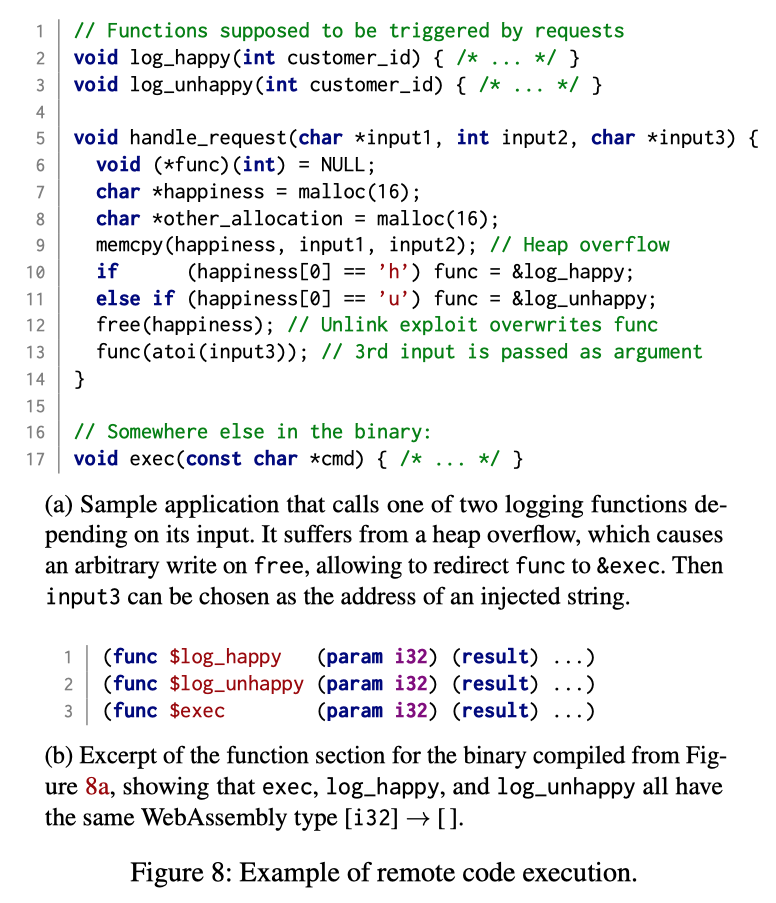 1 // Functions supposed to be triggered by requests
2 void log_happy(int customer_id) { /* ... */ }
3 void log_unhappy(int customer_id) { /* ... */ }
4
5 void handle_request(char *input1, int input2, char *input3) {
6   void (*func)(int) = NULL;
7   char *happiness = malloc(16);
8   char *other_allocation = malloc(16);
9   memcpy(happiness, input1, input2); // Heap overflow
10   if      (happiness[0] == ’h’) func = &log_happy;
11   else if (happiness[0] == ’u’) func = &log_unhappy;
12   free(happiness); // Unlink exploit overwrites func
13   func(atoi(input3)); // 3rd input is passed as argument
14 }
15
16 // Somewhere else in the binary:
17 void exec(const char *cmd) { /* ... */ }
(a) Sample application that calls one of two logging functions de-
pending on its input. It suffers from a heap overflow, which causes
an arbitrary write on free, allowing to redirect func to &exec. Then
input3 can be chosen as the address of an injected string.
1 (func $log_happy   (param i32) (result) ...)
2 (func $log_unhappy (param i32) (result) ...)
3 (func $exec        (param i32) (result) ...)
(b) Excerpt of the function section for the binary compiled from Fig-
ure 8a, showing that exec, log_happy, and log_unhappy all have
the same WebAssembly type [i32] → [].
Figure 8: Example of remote code execution.